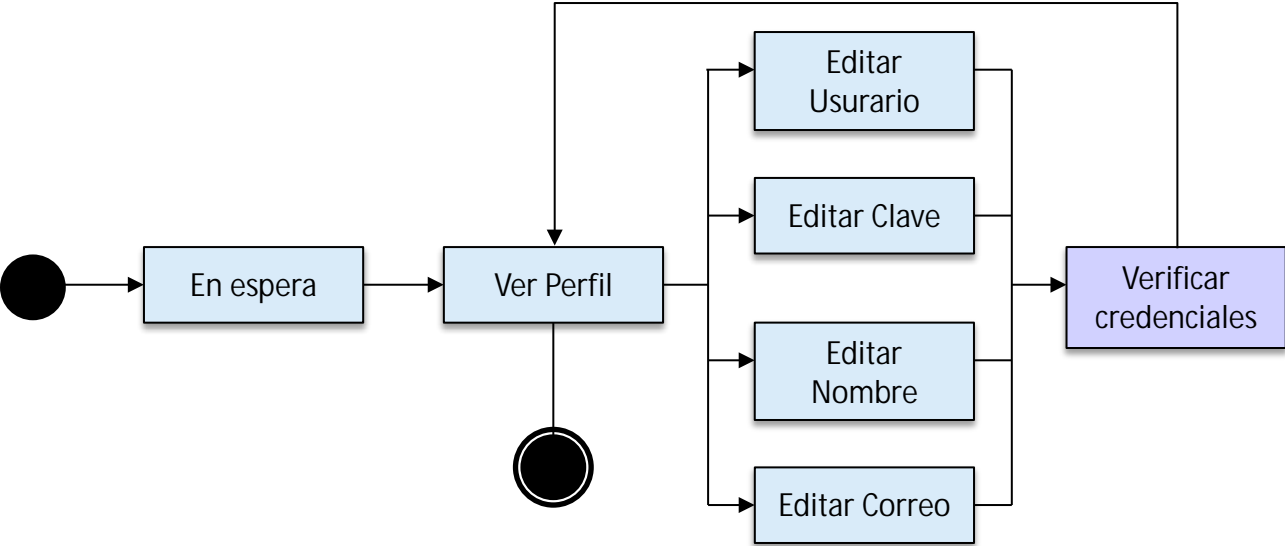 Editar
Usurario
Editar Clave
En espera
Ver Perfil
Verificar
credenciales
Editar
Nombre
Editar Correo